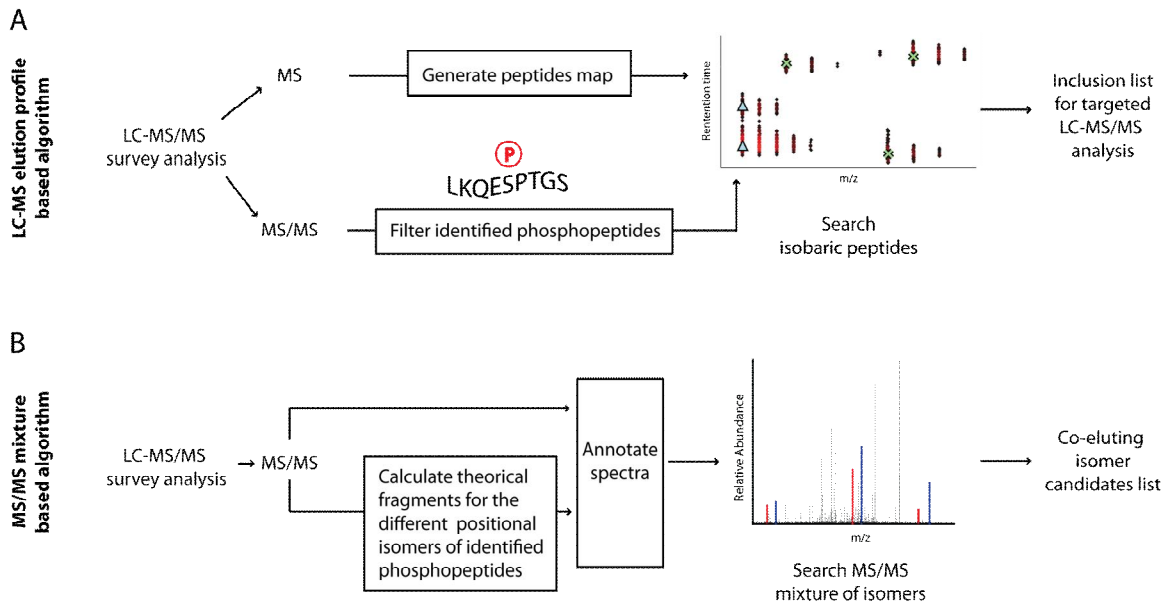 A
LC-MS elution profile
based algorithm
LC-MS/MS
survey analysis
MS
Generate peptides map
MS/MS
P
LKQESPTGS
Filter identified phosphopeptides
Rentention time
m/z
Search
isobaric peptides
Inclusion list
for targeted
LC-MS/MS
analysis
B
MS/MS mixture
based algorithm
LC-MS/MS
survey analysis
MS/MS
Calculate theorical
fragments for the
different positional
isomers of identified
phosphopeptides
Annotate
spectra
Relative Abundance
m/z
Search MS/MS
mixture of isomers
Co-eluting
isomer
candidates list